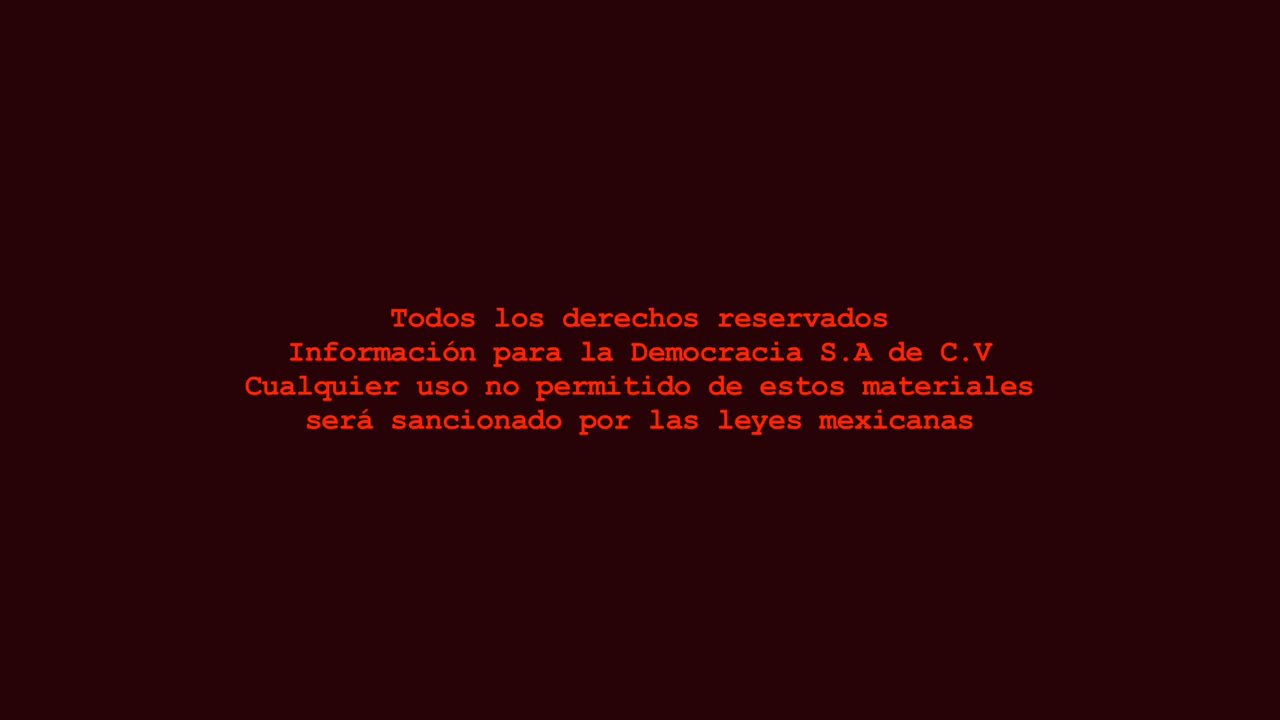 Todos los derechos reservados
Información para la Democracia S.A de C.V
Cualquier uso no permitido de estos materiales
será sancionado por las leyes mexicanas